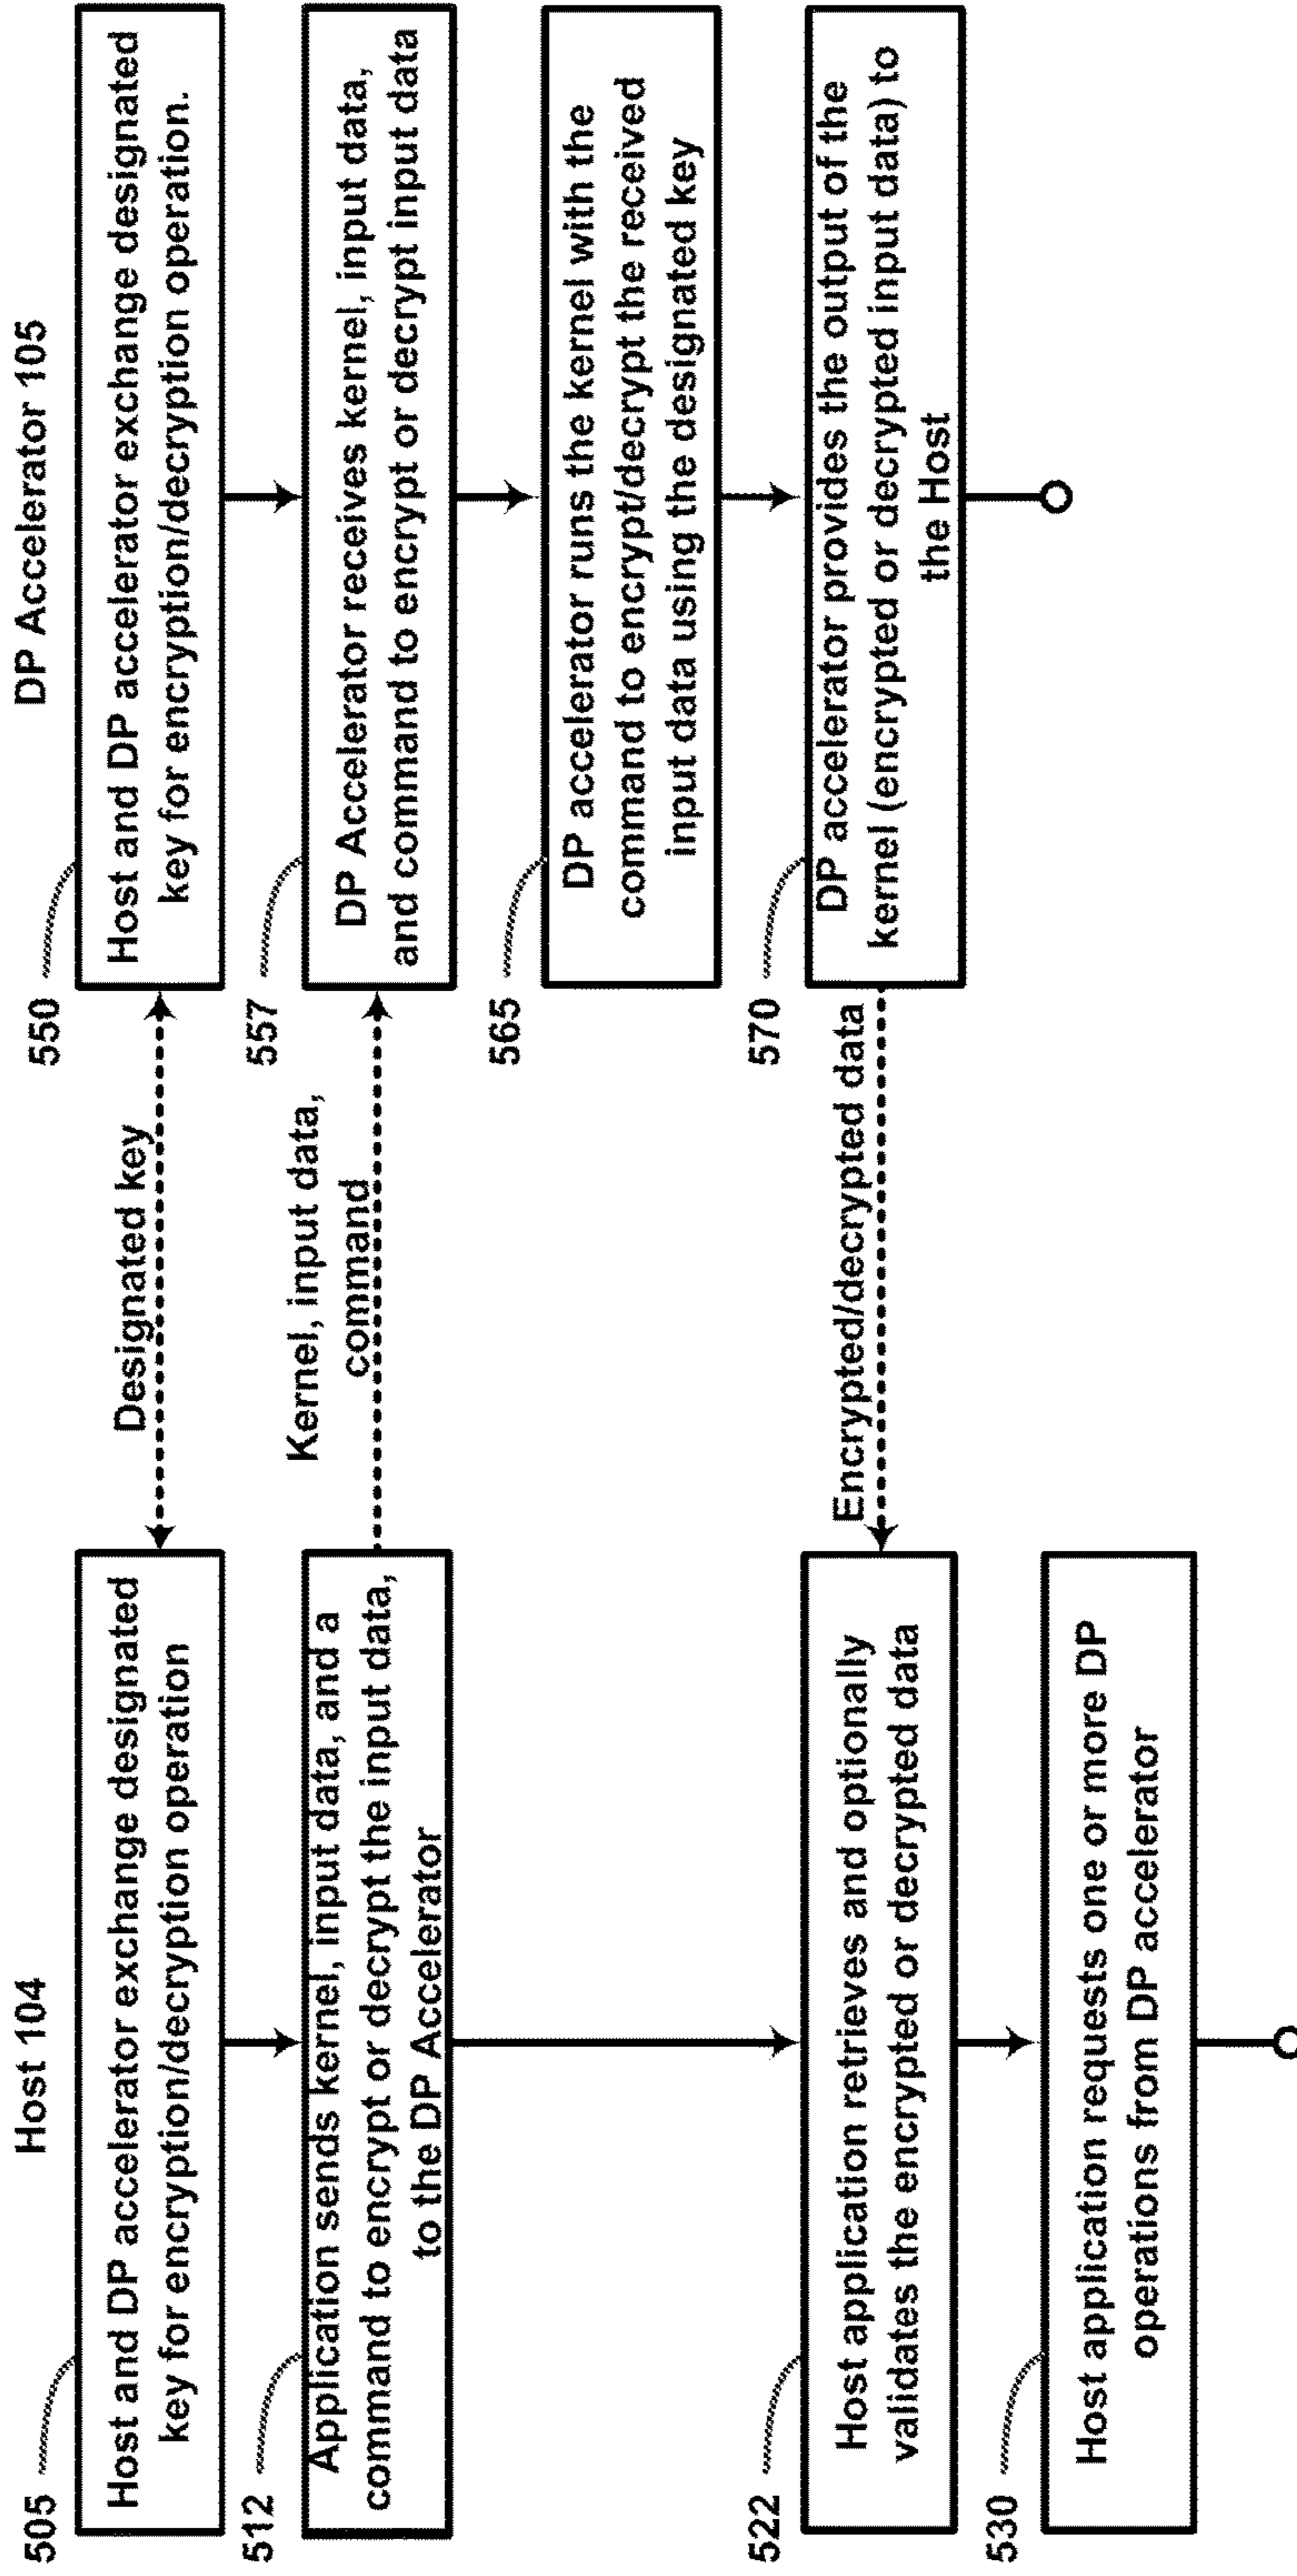 Host 104
505
Host and DP accelerator exchange designated
key for encryption/decryption operation
512
Application sends kernel, input data, and a
command to encrypt or decrypt the input data,
to the DP Accelerator
522
Host application retrieves and optionally
validates the encrypted or decrypted data
530
Host application requests one or more DP
operations from DP accelerator
Designated key
Kernel, input data,
command
Encrypted/decrypted data
DP Accelerator 105
550
Host and DP accelerator exchange designated
key for encryption/decryption operation.
557
DP Accelerator receives kernel, input data,
and command to encrypt or decrypt input data
565
DP accelerator runs the kernel with the
command to encrypt/decrypt the received
input data using the designated key
570
DP accelerator provides the output of the
kernel (encrypted or decrypted input data) to
the Host